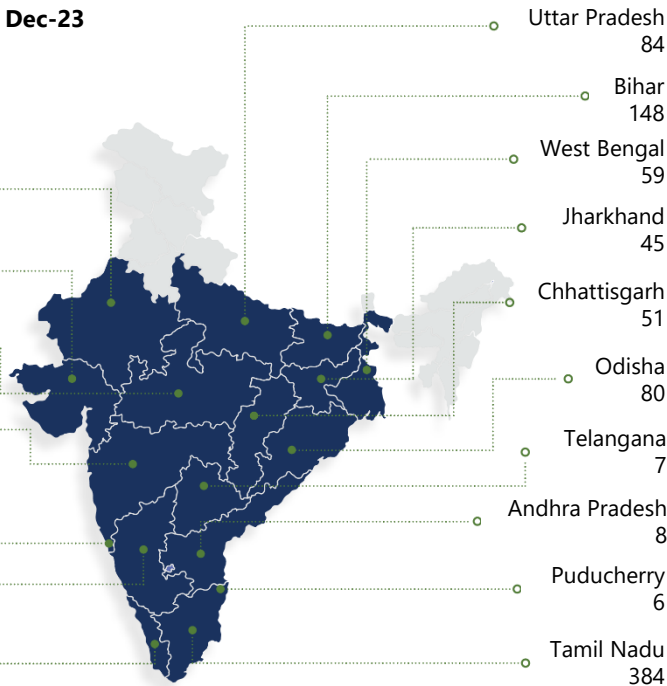 Dec-23
Uttar Pradesh
84
Bihar
148
West Bengal
59
Jharkhand
45
Chhattisgarh
51
Odisha
80
Telangana
7
Andhra Pradesh
8
Puducherry
6
Tamil Nadu
384